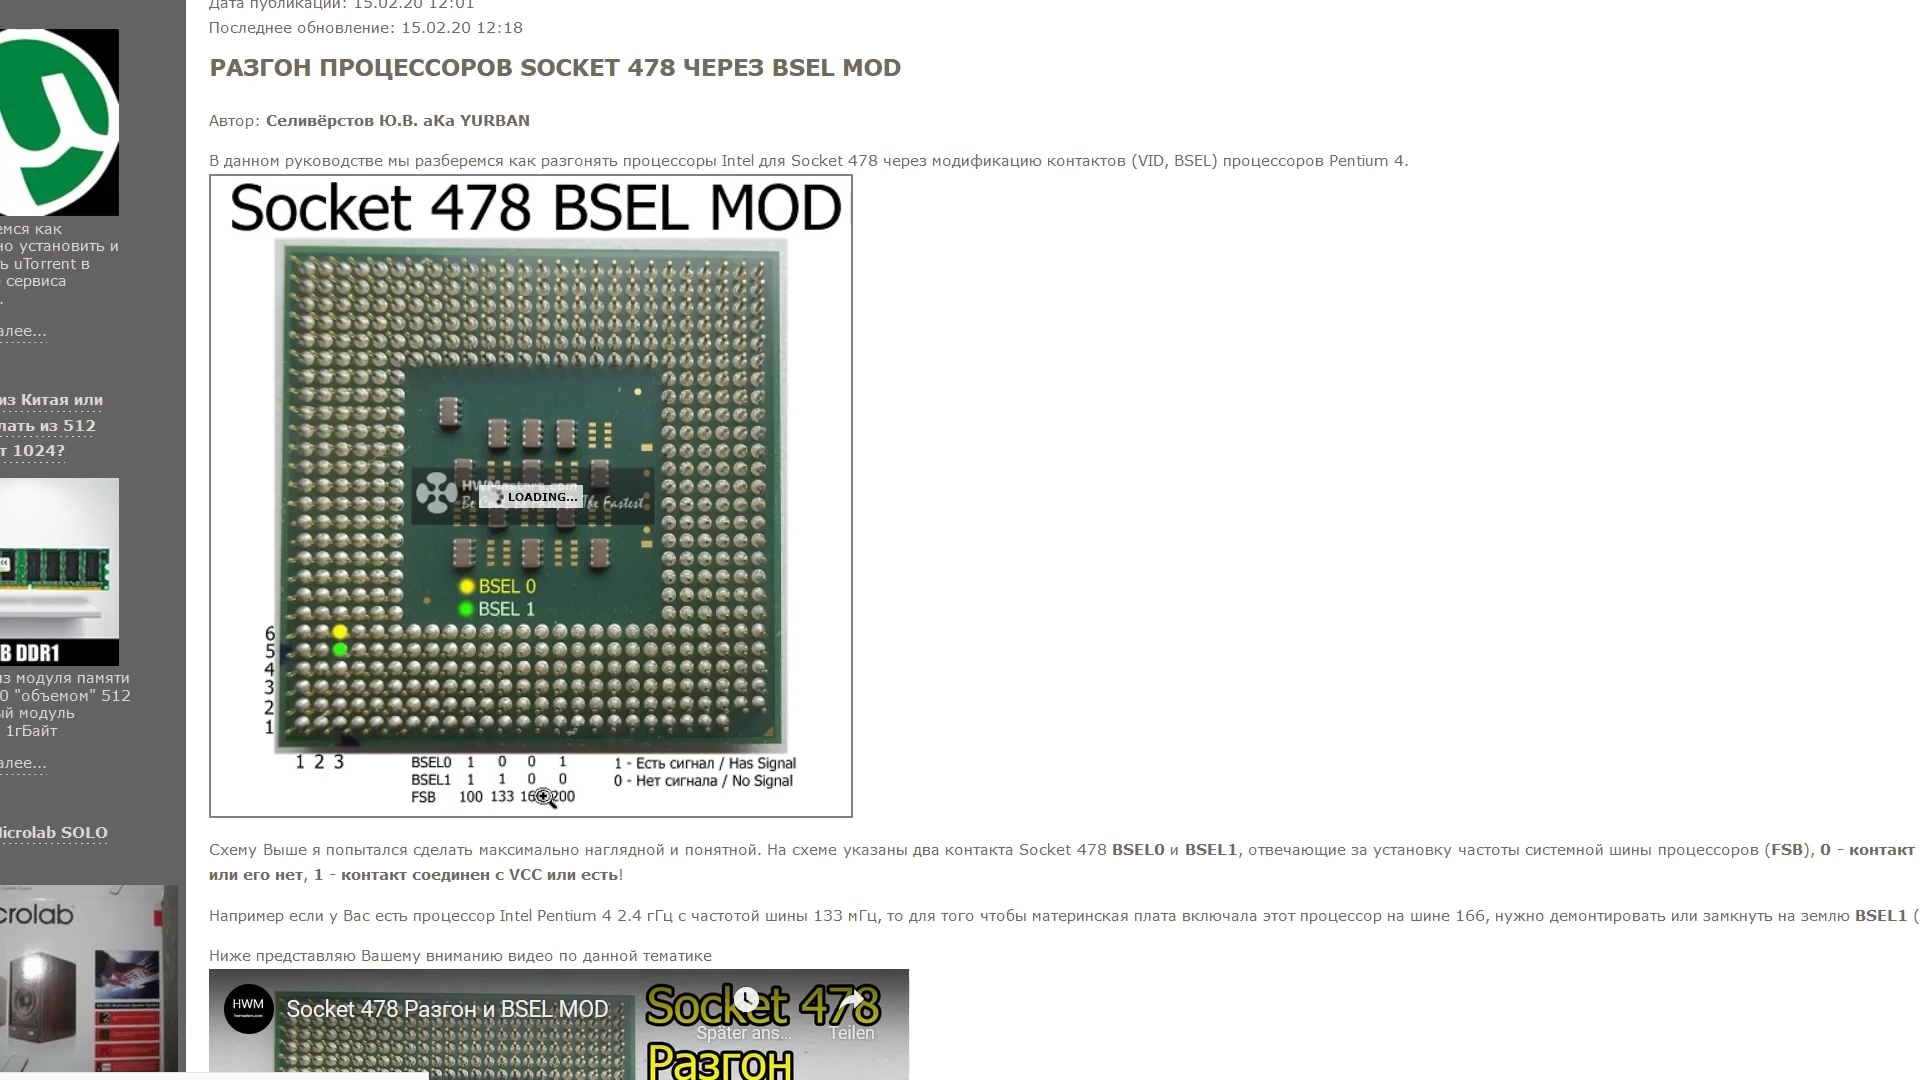 Дата публикации: 15.02.20 12:01
Последнее обновление: 15.02.20 12:18
РАЗГОН ПРОЦЕССОРОВ SOCKET 478 ЧЕРЕЗ BSEL MOD
Автор: Селивёрстов Ю.В. aKa YURBAN
В данном руководстве мы разберемся как разгонять процессоры Intel для Socket 478 через модификацию контактов (VID, BSEL) процессоров Pentium 4.
Socket 478 BSEL MOD
HWMasters.com
LOADING...
The Fastest
BSEL 0
BSEL 1
6
5
4
3
2
1
1 2 3
BSEL0 1 0 0 1
BSEL1 1 1 0 0
FSB 100 133 200
1 - Есть сигнал / Has Signal
0 - Нет сигнала / No Signal
Схему Выше я попытался сделать максимально наглядной и понятной. На схеме указаны два контакта Socket 478 BSEL0 и BSEL1, отвечающие за установку частоты системной шины процессоров (FSB), 0 - контакт
или его нет, 1 - контакт соединен с VCC или есть!
Например если у Вас есть процессор Intel Pentium 4 2.4 гГц с частотой шины 133 мГц, то для того чтобы материнская плата включала этот процессор на шине 166, нужно демонтировать или замкнуть на землю BSEL1 (
Ниже представляю Вашему вниманию видео по данной тематике
HWM
Socket 478 Разгон и BSEL MOD
Später ans...
Teilen
Socket 478
Разгон
емся как
но установить и
ь uTorrent в
сервиса
.
алее...
из Китая или
лать из 512
т 1024?
B DDR1
из модуля памяти
0 "объемом" 512
ый модуль
1гБайт
алее...
icrolab SOLO
crolab